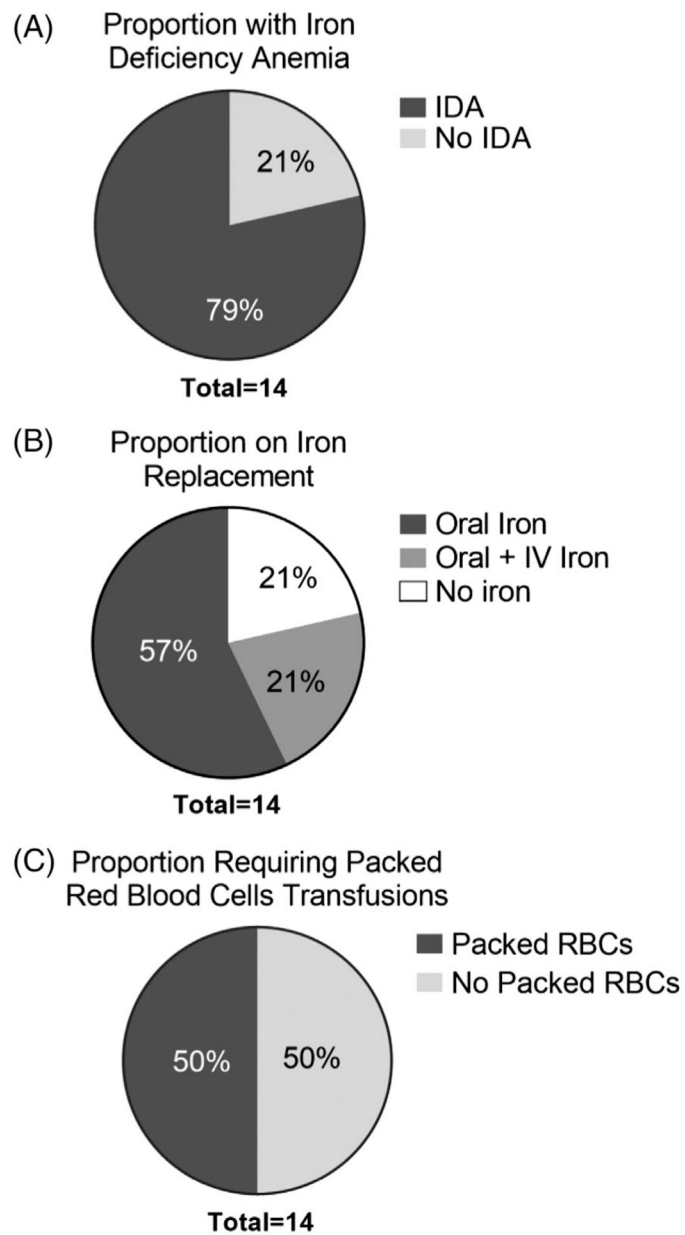 (A) Proportion with Iron
Deficiency Anemia
IDA
No IDA
21%
79%
Total=14
(B) Proportion on Iron
Replacement
Oral Iron
Oral + IV Iron
No iron
21%
57%
21%
Total=14
(C) Proportion Requiring Packed
Red Blood Cells Transfusions
Packed RBCs
No Packed RBCs
50% 50%
Total=14